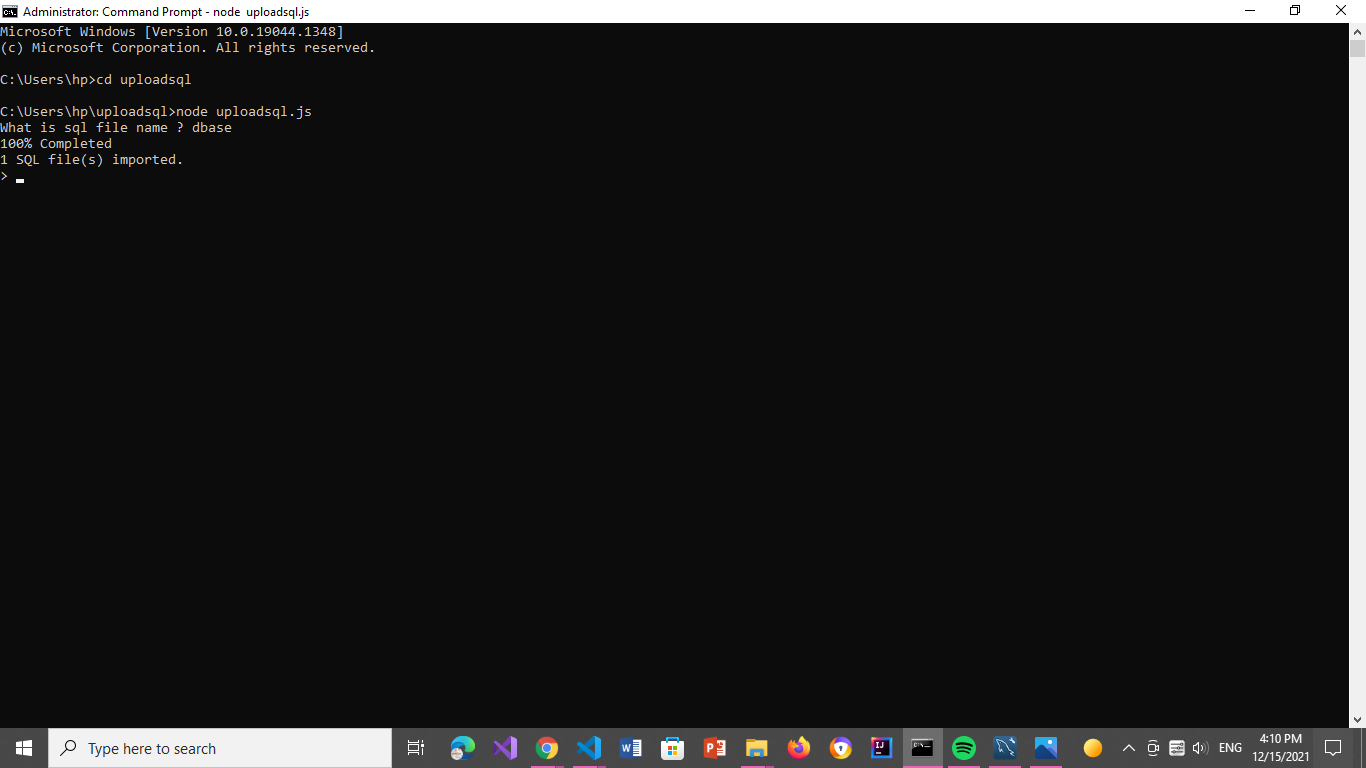 Administrator: Command Prompt - node  uploadsql.js
Microsoft Windows [Version 10.0.19044.1348]
(c) Microsoft Corporation. All rights reserved.
C:\Users\hp>cd uploadsql
C:\Users\hp\uploadsql>node uploadsql.js
What is sql file name ? dbase
100% Completed
1 SQL file(s) imported.
>
Type here to search
ENG
4:10 PM
12/15/2021